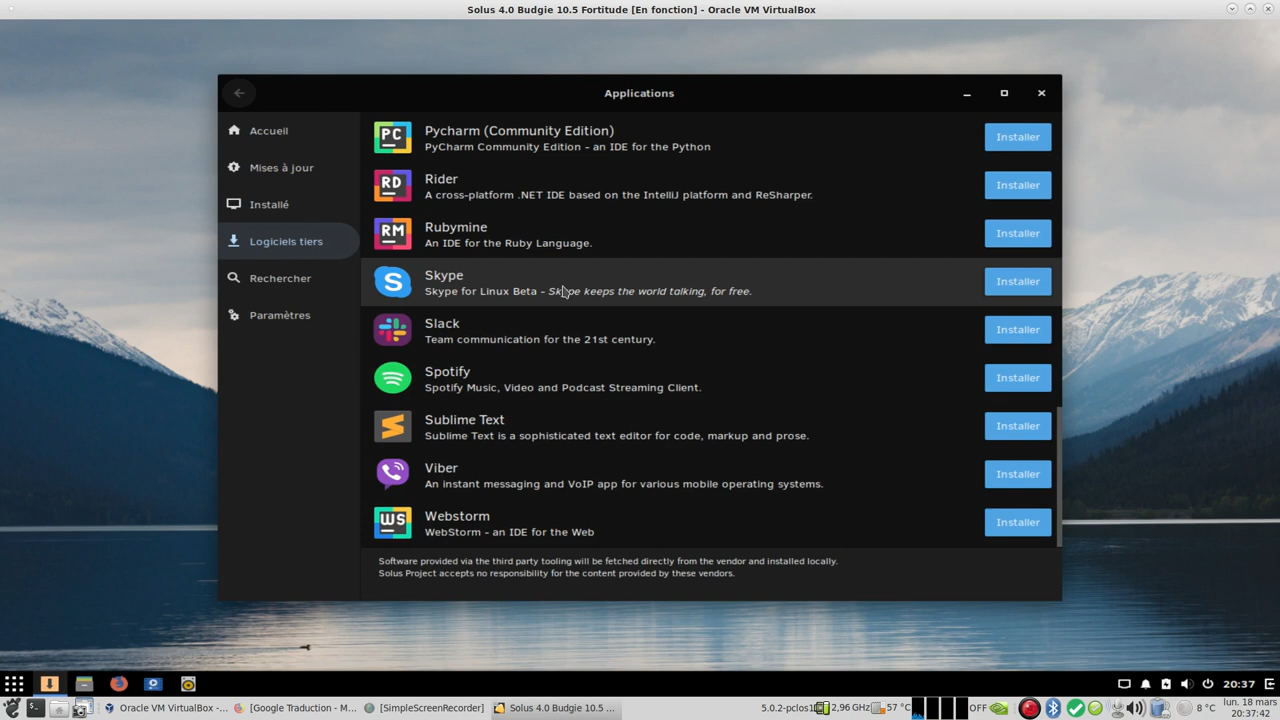 Solus 4.0 Budgie 10.5 Fortitude [En fonction] - Oracle VM VirtualBox
Applications
Accueil
Mises à jour
Installé
Logiciels tiers
Rechercher
Paramètres
PC
Pycharm (Community Edition)
PyCharm Community Edition - an IDE for the Python
Installer
RD
Rider
A cross-platform .NET IDE based on the IntelliJ platform and ReSharper.
Installer
RM
Rubymine
An IDE for the Ruby Language.
Installer
Skype
Skype for Linux Beta - Skype keeps the world talking, for free.
Installer
Slack
Team communication for the 21st century.
Installer
Spotify
Spotify Music, Video and Podcast Streaming Client.
Installer
Sublime Text
Sublime Text is a sophisticated text editor for code, markup and prose.
Installer
Viber
An instant messaging and VoIP app for various mobile operating systems.
Installer
WS
Webstorm
WebStorm - an IDE for the Web
Installer
Software provided via the third party tooling will be fetched directly from the vendor and installed locally.
Solus Project accepts no responsibility for the content provided by these vendors.
20:37
Oracle VM VirtualBox -...
[Google Traduction - M...
[SimpleScreenRecorder]
Solus 4.0 Budgie 10.5 ...
5.0.2-pclos1
2,96 GHz
57 °C
OFF
8 °C
lun. 18 mars
20:37:42